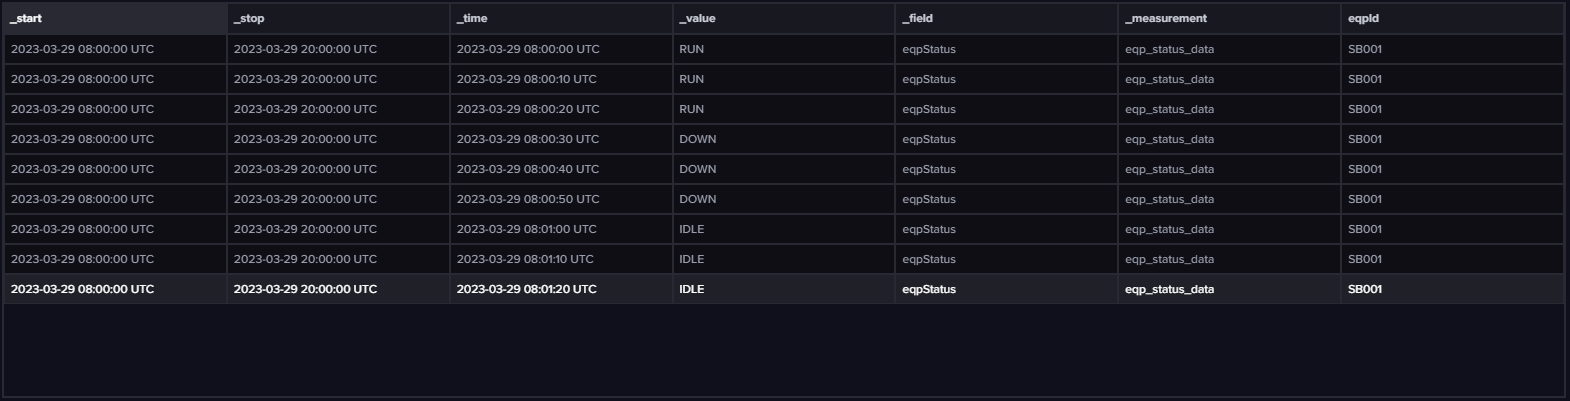 _start _stop _time _value _field _measurement eqpId
2023-03-29 08:00:00 UTC 2023-03-29 20:00:00 UTC 2023-03-29 08:00:00 UTC RUN eqpStatus eqp_status_data SB001
2023-03-29 08:00:00 UTC 2023-03-29 20:00:00 UTC 2023-03-29 08:00:10 UTC RUN eqpStatus eqp_status_data SB001
2023-03-29 08:00:00 UTC 2023-03-29 20:00:00 UTC 2023-03-29 08:00:20 UTC RUN eqpStatus eqp_status_data SB001
2023-03-29 08:00:00 UTC 2023-03-29 20:00:00 UTC 2023-03-29 08:00:30 UTC DOWN eqpStatus eqp_status_data SB001
2023-03-29 08:00:00 UTC 2023-03-29 20:00:00 UTC 2023-03-29 08:00:40 UTC DOWN eqpStatus eqp_status_data SB001
2023-03-29 08:00:00 UTC 2023-03-29 20:00:00 UTC 2023-03-29 08:00:50 UTC DOWN eqpStatus eqp_status_data SB001
2023-03-29 08:00:00 UTC 2023-03-29 20:00:00 UTC 2023-03-29 08:01:00 UTC IDLE eqpStatus eqp_status_data SB001
2023-03-29 08:00:00 UTC 2023-03-29 20:00:00 UTC 2023-03-29 08:01:10 UTC IDLE eqpStatus eqp_status_data SB001
2023-03-29 08:00:00 UTC 2023-03-29 20:00:00 UTC 2023-03-29 08:01:20 UTC IDLE eqpStatus eqp_status_data SB001